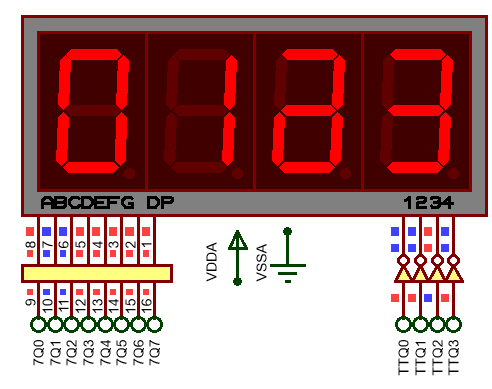 01a3
ABCDEFG DP
1234
8 7 6 5 4 3 2 1
VDDA
VSSA
9 10 11 12 13 14 15 16
7Q0 7Q1 7Q2 7Q3 7Q4 7Q5 7Q6 7Q7
TTQ0 TTQ1 TTQ2 TTQ3